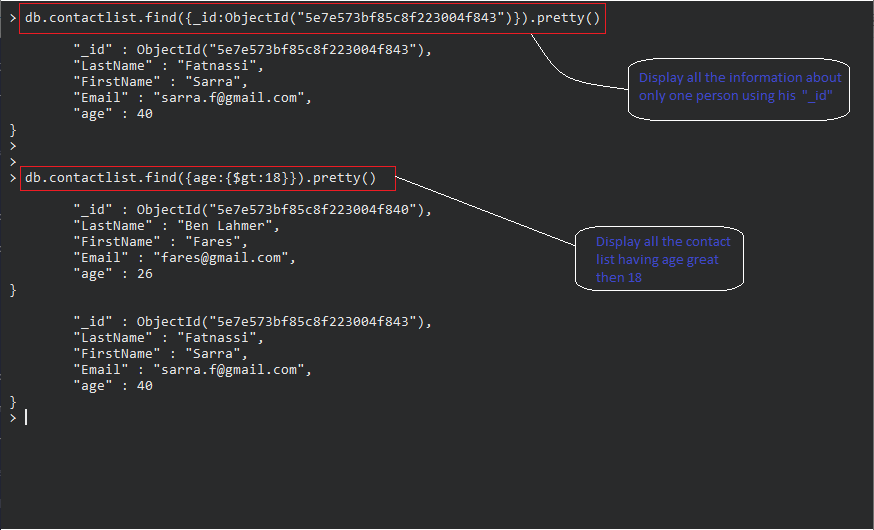 > db.contactlist.find({_id:ObjectId("5e7e573bf85c8f223004f843")}).pretty()
"_id" : ObjectId("5e7e573bf85c8f223004f843"),
"LastName" : "Fatnassi",
"FirstName" : "Sarra",
"Email" : "sarra.f@gmail.com",
"age" : 40
}
>
>
Display all the information about
only one person using his "_id"
> db.contactlist.find({age:{$gt:18}}).pretty()
"_id" : ObjectId("5e7e573bf85c8f223004f840"),
"LastName" : "Ben Lahmer",
"FirstName" : "Fares",
"Email" : "fares@gmail.com",
"age" : 26
}
"_id" : ObjectId("5e7e573bf85c8f223004f843"),
"LastName" : "Fatnassi",
"FirstName" : "Sarra",
"Email" : "sarra.f@gmail.com",
"age" : 40
}
>
Display all the contact
list having age great
then 18